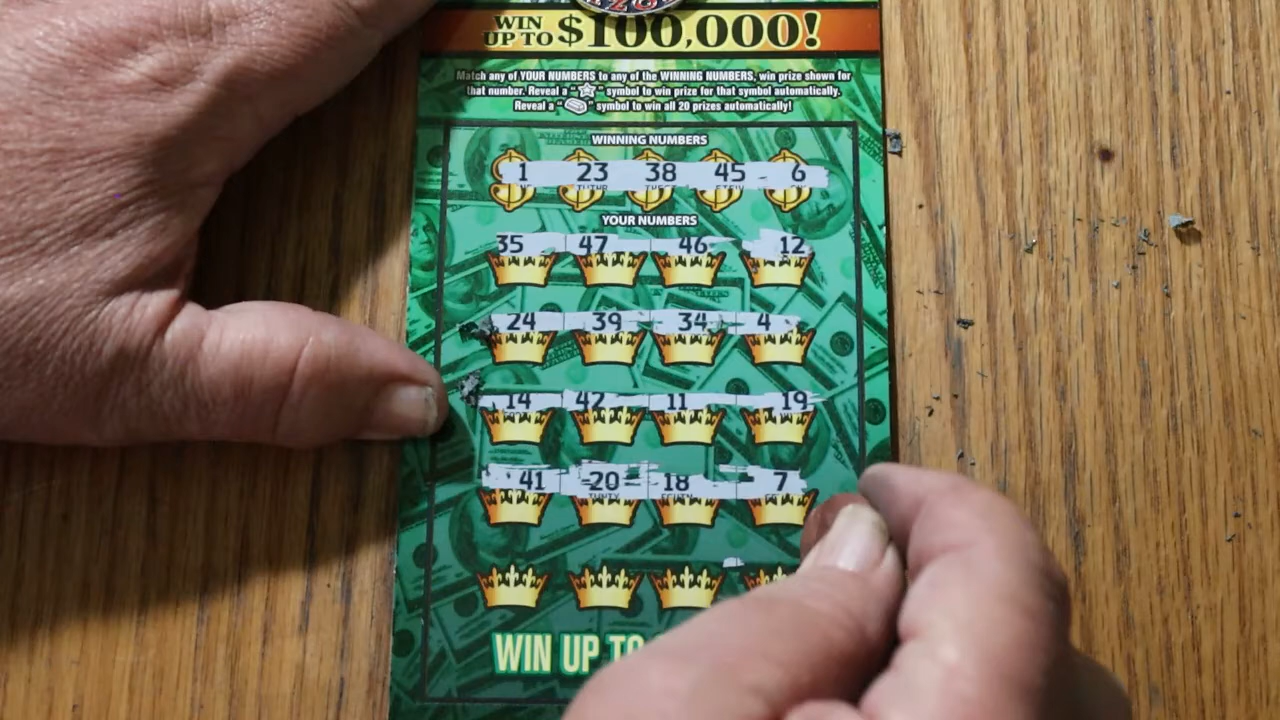 WIN
UP TO $100,000!
Match any of YOUR NUMBERS to any of the WINNING NUMBERS, win prize shown for
that number. Reveal a " " symbol to win prize for that symbol automatically.
Reveal a " " symbol to win all 20 prizes automatically!
WINNING NUMBERS
1 23 38 45 6
YOUR NUMBERS
35 47 46 12
24 39 34 4
14 42 11 19
41 20 18 7
WIN UP TO